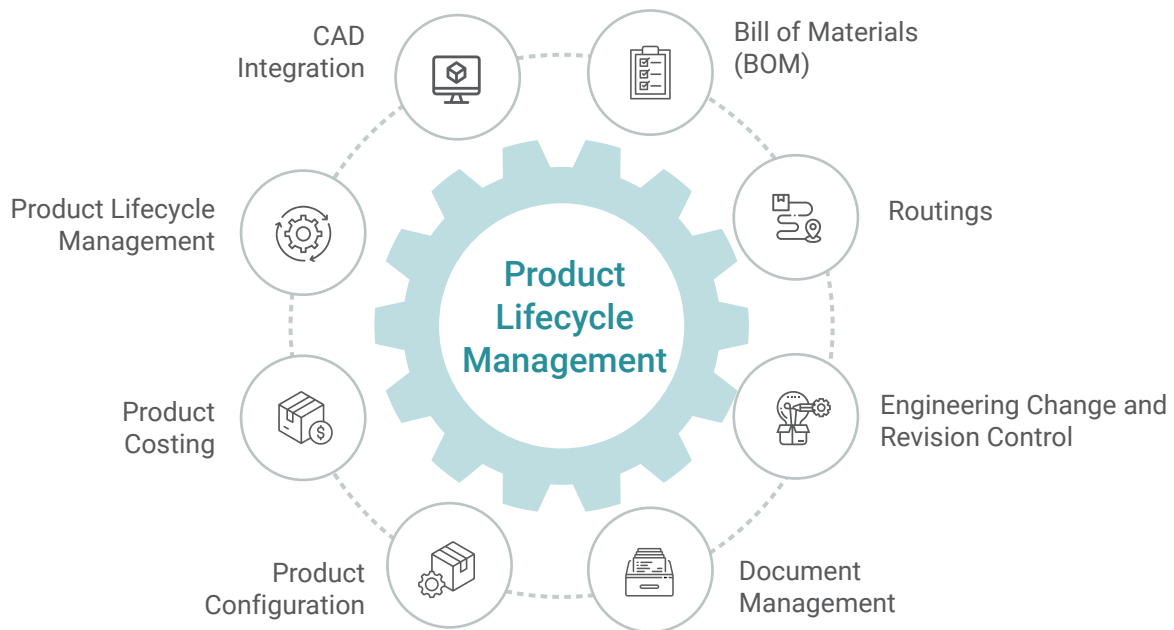 CAD
Integration
Bill of Materials
(BOM)
Product Lifecycle
Management
Routings
Product
Lifecycle
Management
Product
Costing
$
Engineering Change and
Revision Control
Product
Configuration
Document
Management